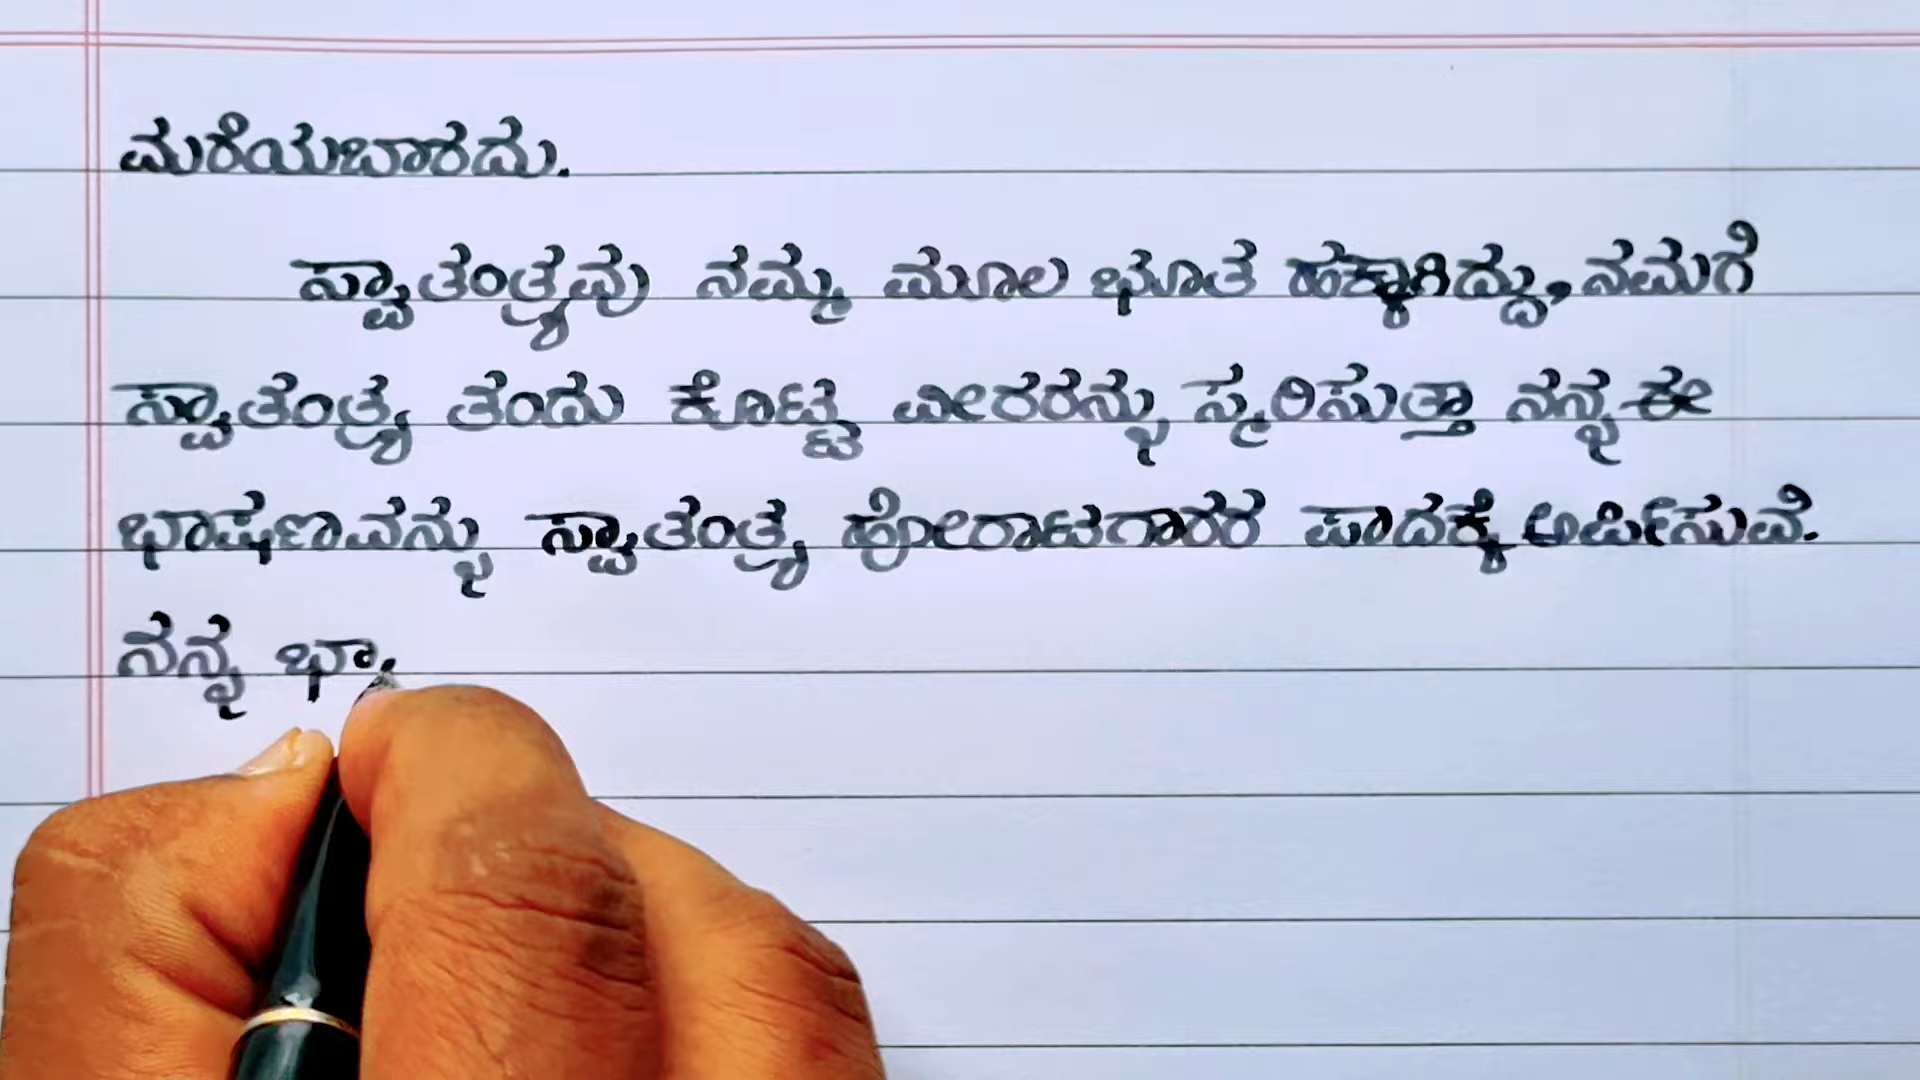 ಮರೆಯಬಾರದು.
ಸ್ವಾತಂತ್ರ್ಯವು ನಮ್ಮ ಮೂಲ ಭೂತ ಹಕ್ಕಾಗಿದ್ದು, ನಮಗೆ
ಸ್ವಾತಂತ್ರ್ಯ ತಂದು ಕೊಟ್ಟ ವೀರರನ್ನು ಸ್ಮರಿಸುತ್ತಾ ನನ್ನ ಈ
ಭಾಷಣವನ್ನು ಸ್ವಾತಂತ್ರ್ಯ ಹೋರಾಟಗಾರರ ಪಾದಕ್ಕೆ ಅರ್ಪಿಸುವೆ.
ನನ್ನ ಭಾ